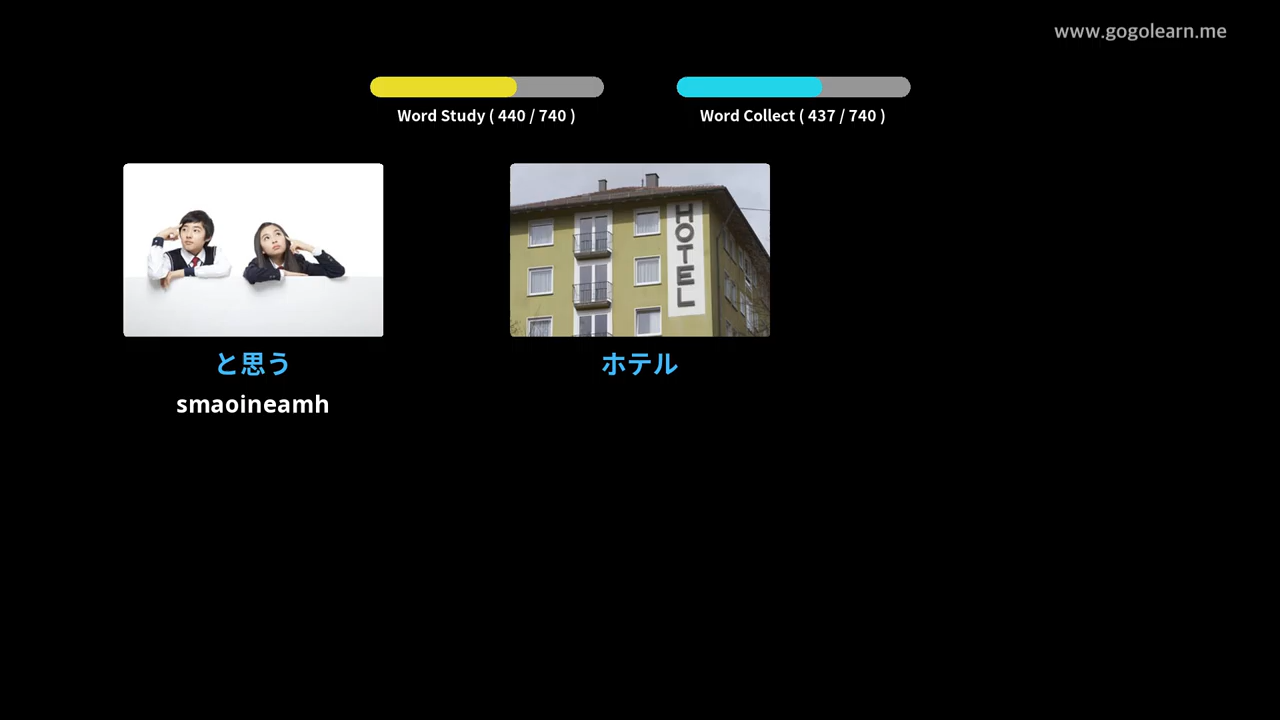 www.gogolearn.me
Word Study ( 440 / 740 )
Word Collect ( 437 / 740 )
HOTEL
と思う
ホテル
smaoineamh